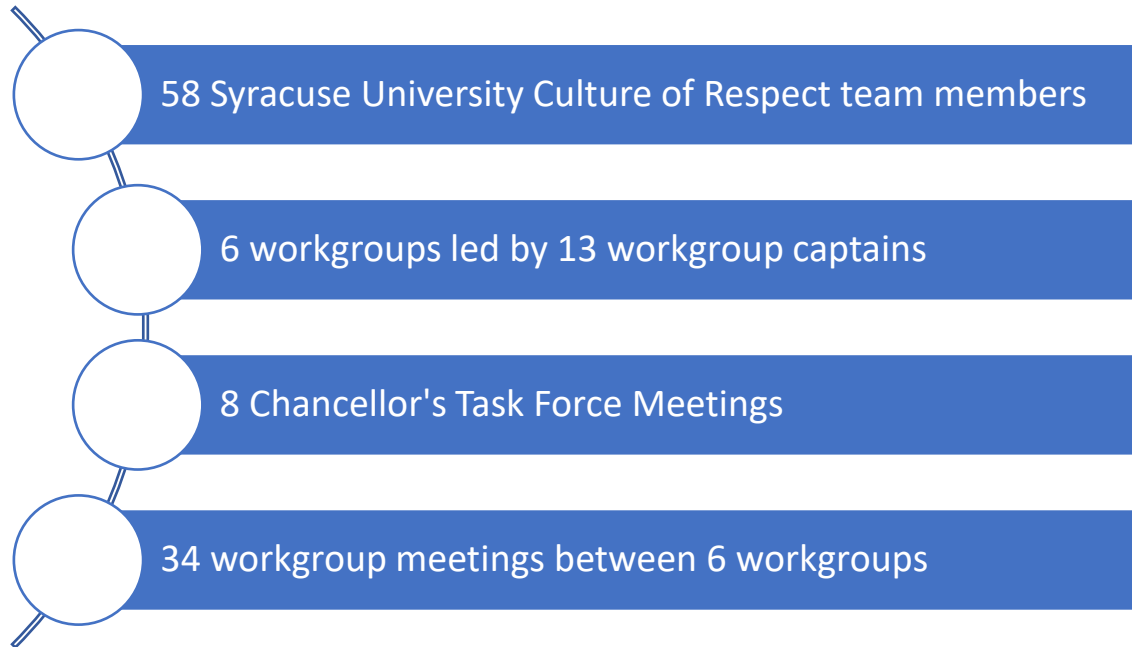 58 Syracuse University Culture of Respect team members
6 workgroups led by 13 workgroup captains
8 Chancellor's Task Force Meetings
34 workgroup meetings between 6 workgroups